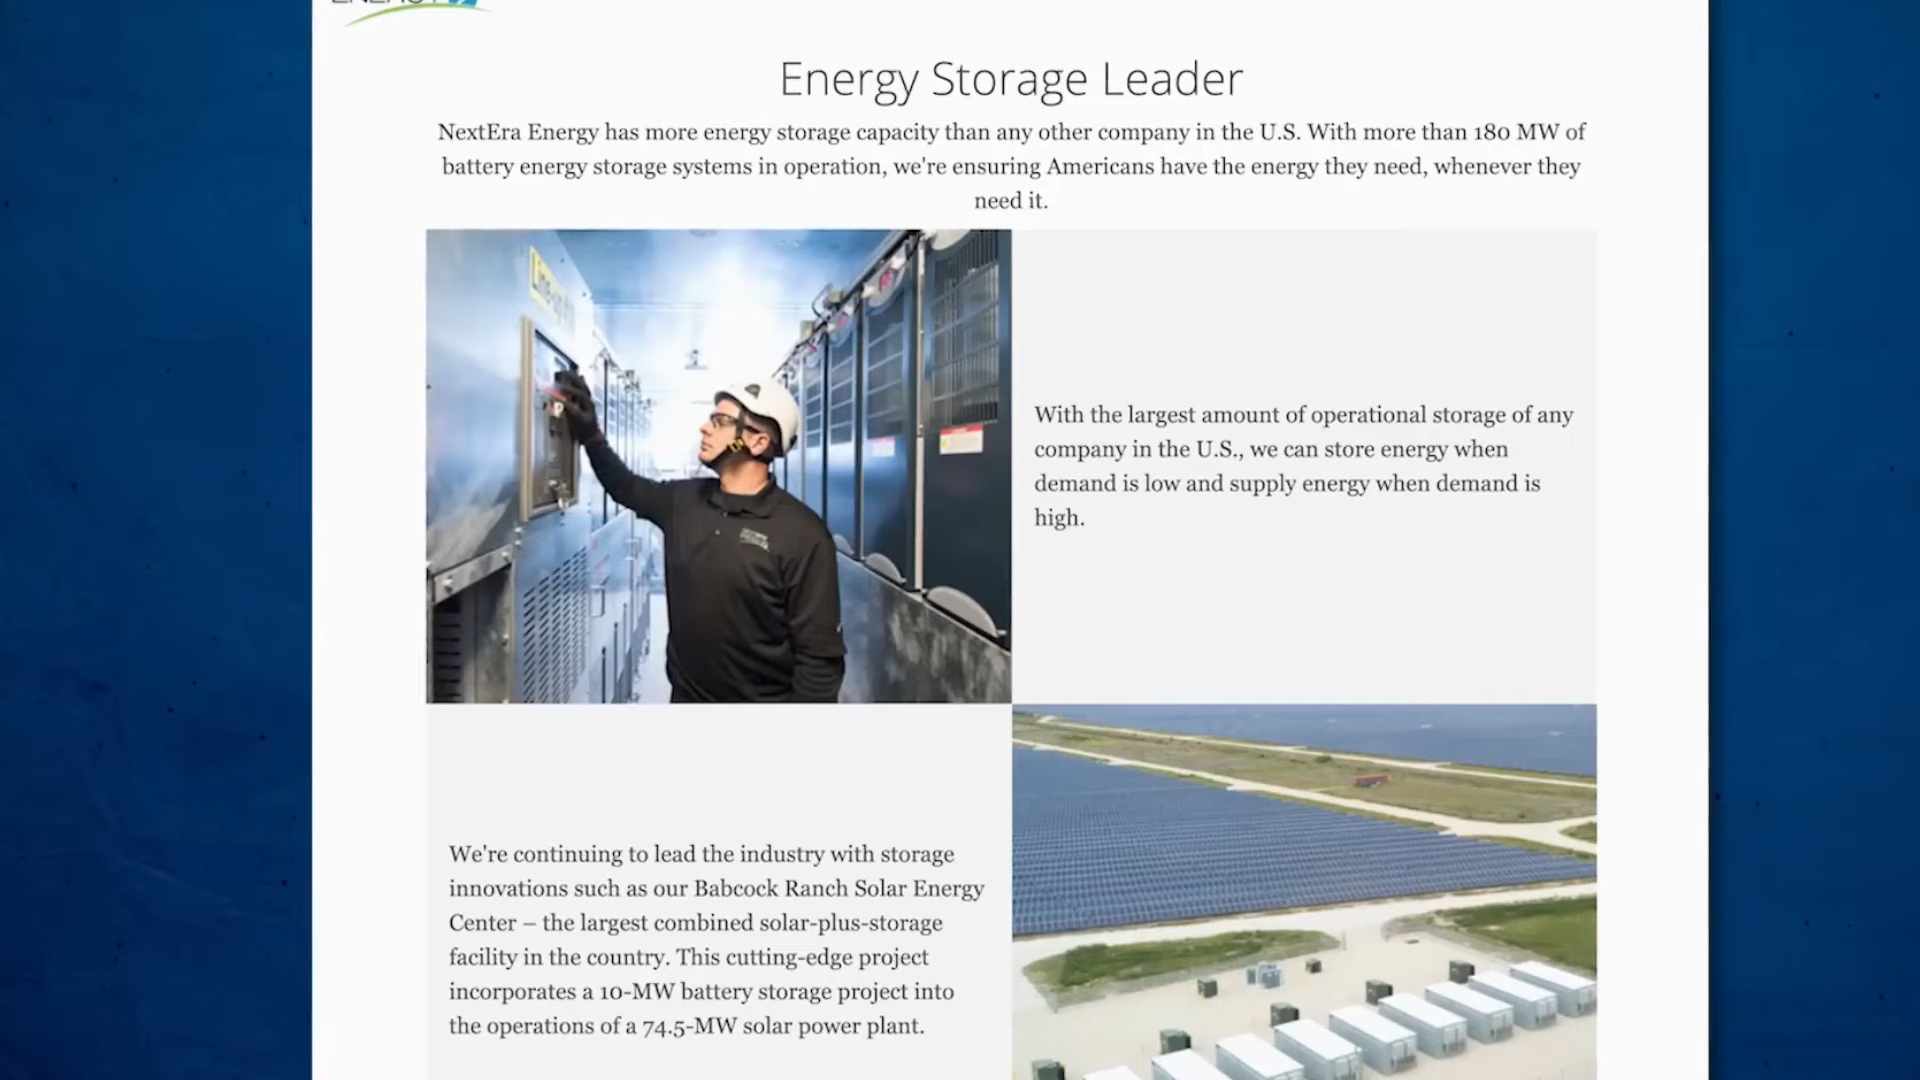 Energy Storage Leader
NextEra Energy has more energy storage capacity than any other company in the U.S. With more than 180 MW of
battery energy storage systems in operation, we're ensuring Americans have the energy they need, whenever they
need it.
With the largest amount of operational storage of any
company in the U.S., we can store energy when
demand is low and supply energy when demand is
high.
We're continuing to lead the industry with storage
innovations such as our Babcock Ranch Solar Energy
Center – the largest combined solar-plus-storage
facility in the country. This cutting-edge project
incorporates a 10-MW battery storage project into
the operations of a 74.5-MW solar power plant.